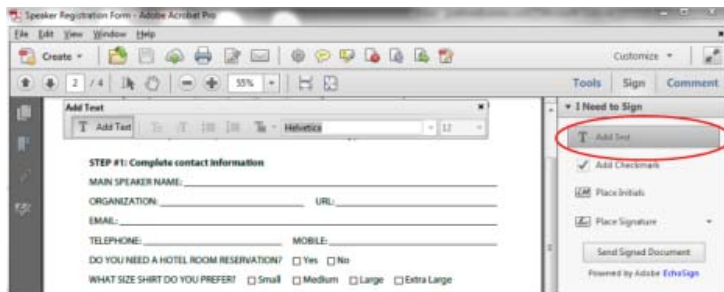 Speaker Registration Form - Adobe Acrobat Pro
File Edit View Window Help
Create Customize
2 / 4 55% Tools Sign Comment
Add Text
T Add Text Helvetica 12
I Need to Sign
Add Text
Add Checkmark
Place Initials
Place Signature
Send Signed Document
Powered by Adobe EchoSign
STEP #1: Complete contact information
MAIN SPEAKER NAME:
ORGANIZATION: URL:
EMAIL:
TELEPHONE: MOBILE:
DO YOU NEED A HOTEL ROOM RESERVATION? Yes No
WHAT SIZE SHIRT DO YOU PREFER? Small Medium Large Extra Large